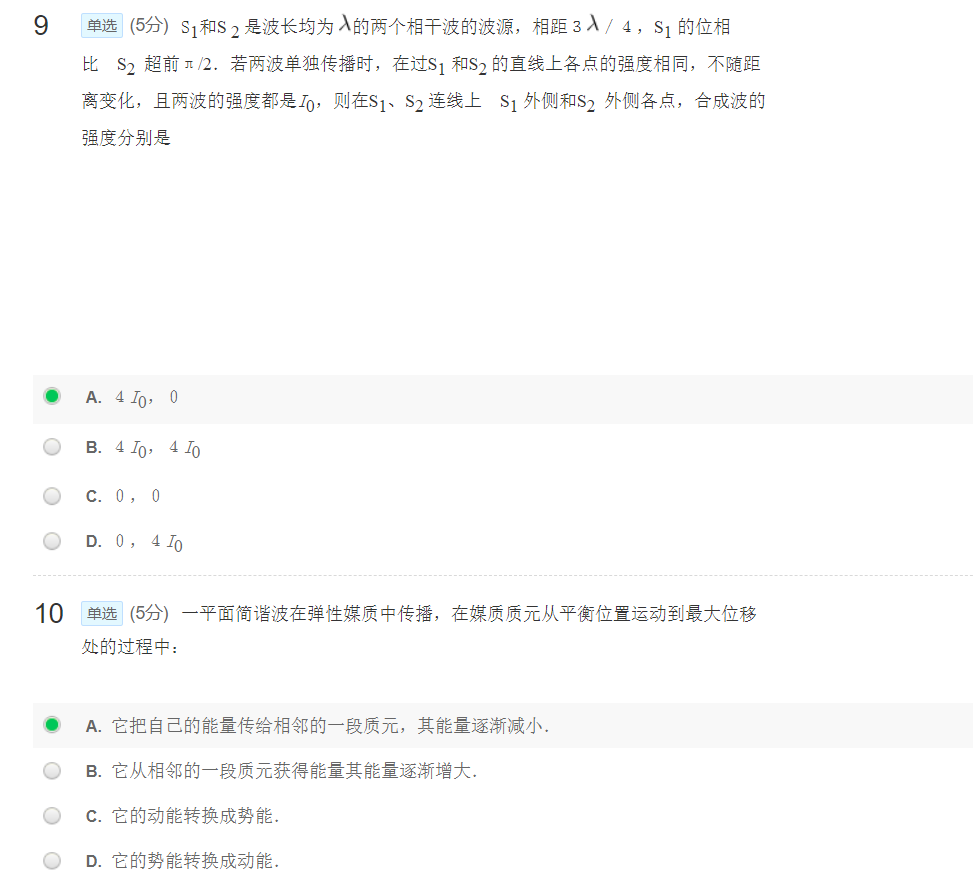 9 单选 (5分) S1和S 2 是波长均为 λ的两个相干波的波源，相距 3 λ / 4 ，S1 的位相
比 S2 超前 π /2．若两波单独传播时，在过S1 和S2 的直线上各点的强度相同，不随距
离变化，且两波的强度都是I0，则在S1、S2 连线上 S1 外侧和S2 外侧各点，合成波的
强度分别是
A. 4 I0， 0
B. 4 I0， 4 I0
C. 0 ， 0
D. 0 ， 4 I0
10 单选 (5分) 一平面简谐波在弹性媒质中传播，在媒质质元从平衡位置运动到最大位移
处的过程中：
A. 它把自己的能量传给相邻的一段质元，其能量逐渐减小．
B. 它从相邻的一段质元获得能量其能量逐渐增大．
C. 它的动能转换成势能．
D. 它的势能转换成动能．